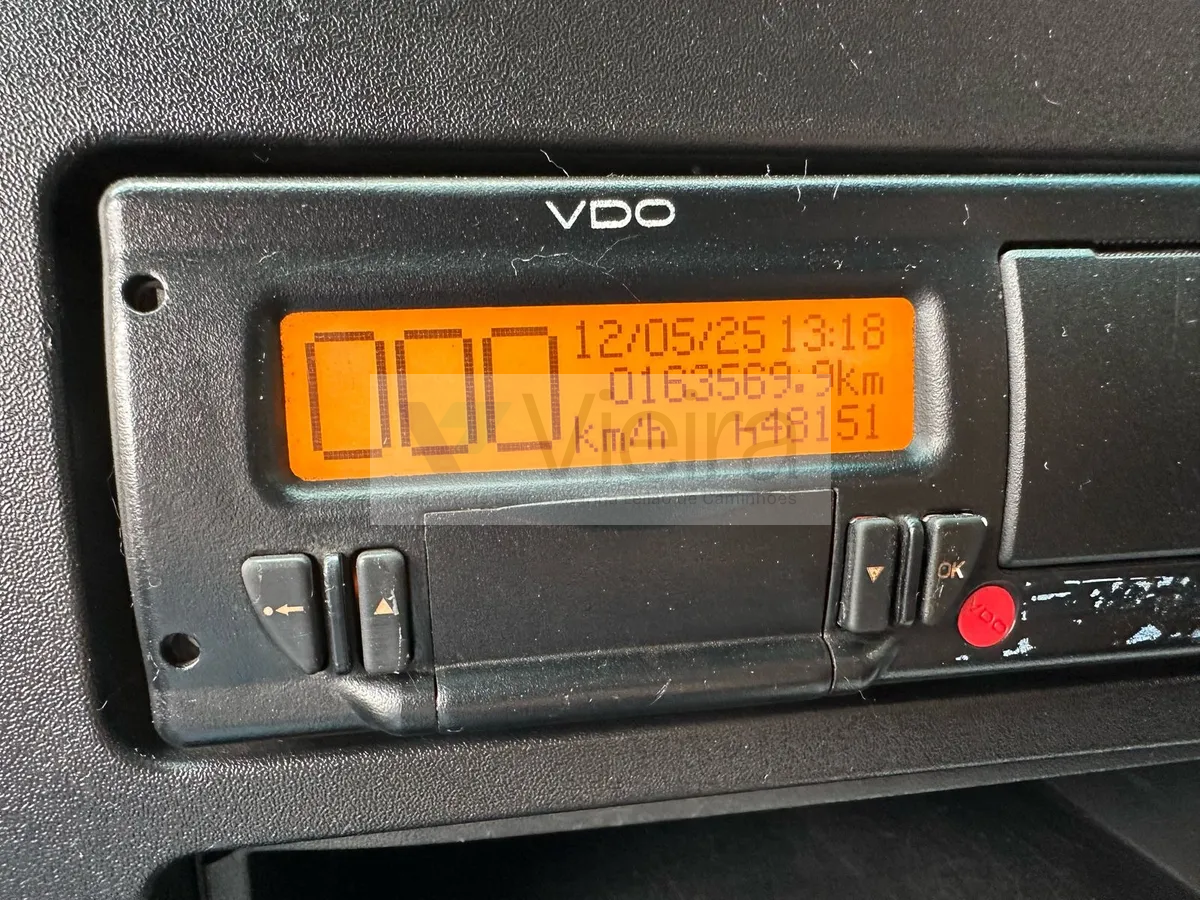 VDO
000 12/05/25 13:18
0163569.9km
km/h h48151
Vieira
OK
VDO